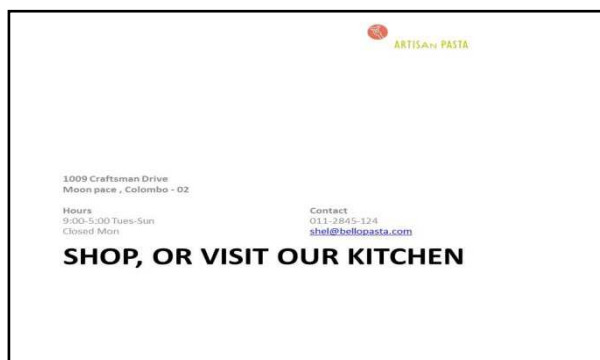 ARTISAN PASTA
1009 Craftsman Drive
Moon pace , Colombo - 02
Hours
9:00-5:00 Tues-Sun
Closed Mon
Contact
011-2845-124
shel@bellopasta.com
SHOP, OR VISIT OUR KITCHEN